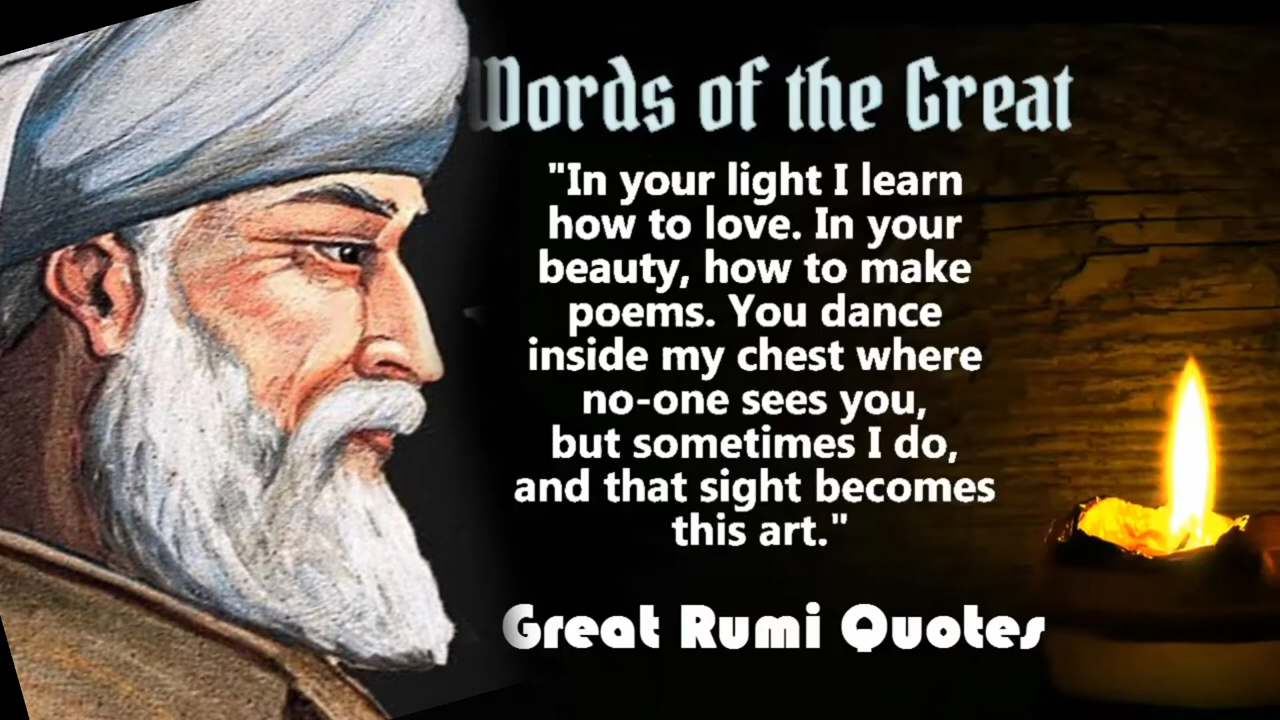 Words of the Great
"In your light I learn
how to love. In your
beauty, how to make
poems. You dance
inside my chest where
no-one sees you,
but sometimes I do,
and that sight becomes
this art."
Great Rumi Quotes